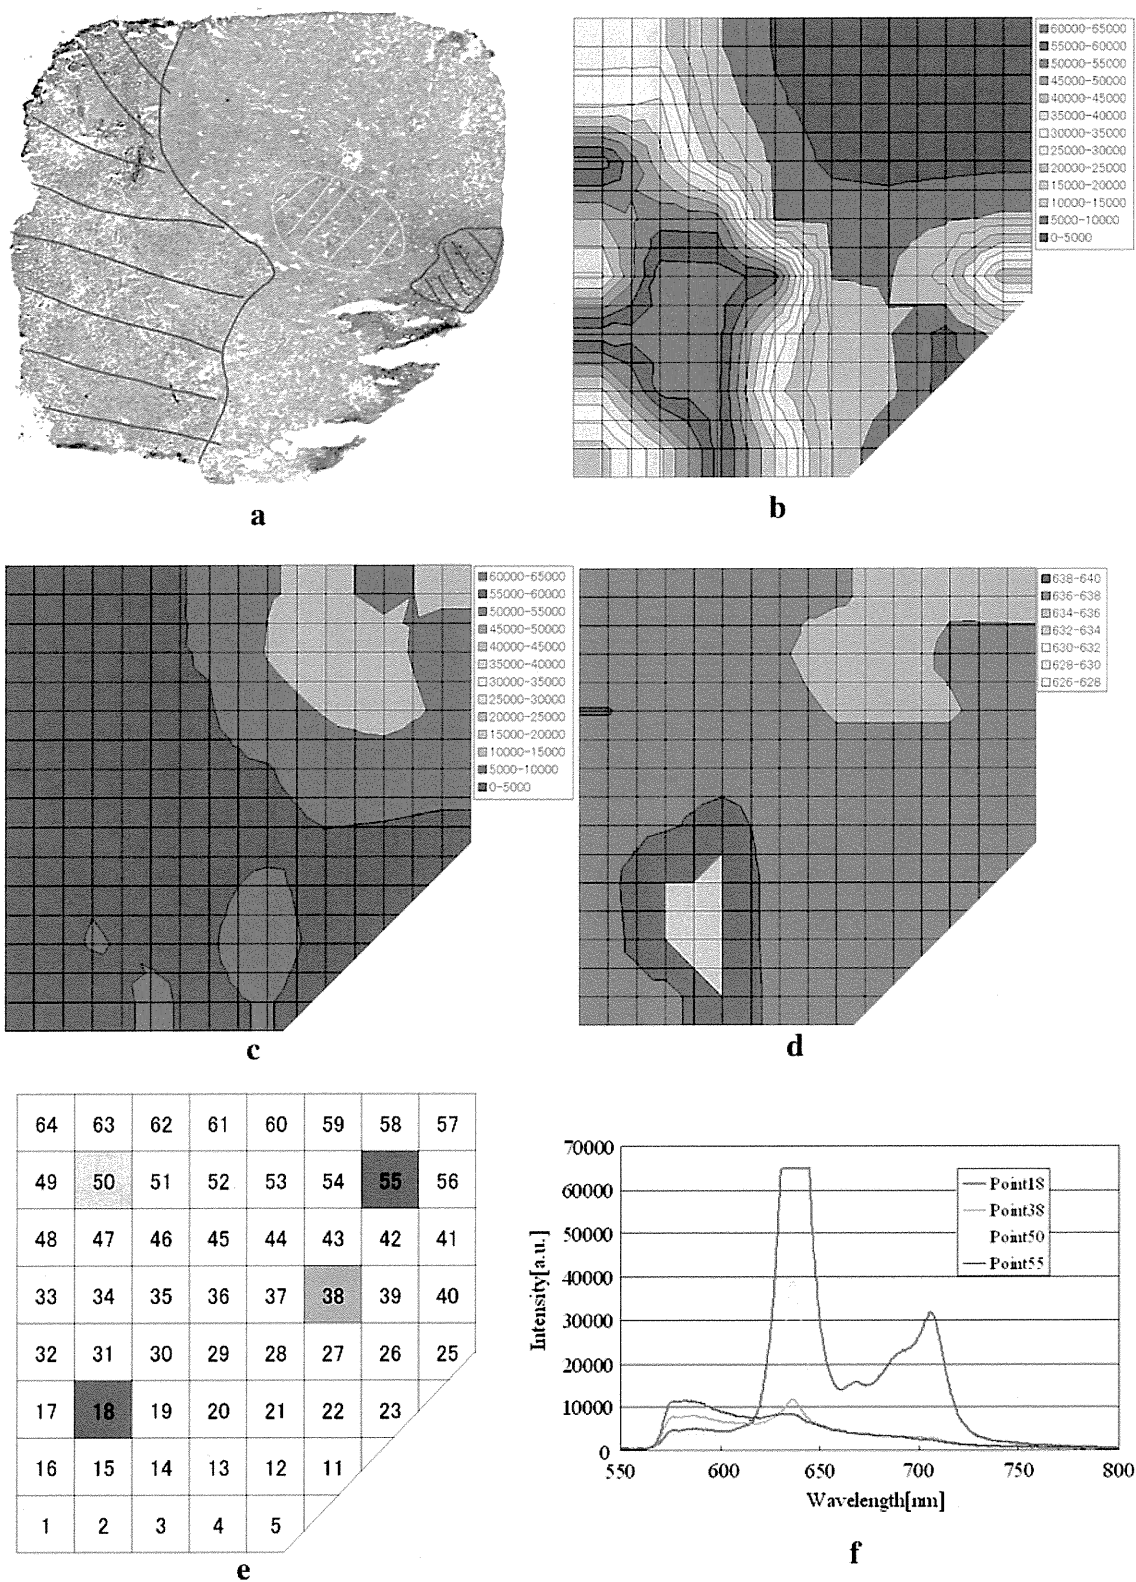 60000-65000
55000-60000
50000-55000
45000-50000
40000-45000
35000-40000
30000-35000
25000-30000
20000-25000
15000-20000
10000-15000
5000-10000
0-5000
a
b
60000-65000
55000-60000
50000-55000
45000-50000
40000-45000
35000-40000
30000-35000
25000-30000
20000-25000
15000-20000
10000-15000
5000-10000
0-5000
638-640
636-638
634-636
632-634
630-632
628-630
626-628
c
d
64 63 62 61 60 59 58 57
49 50 51 52 53 54 55 56
48 47 46 45 44 43 42 41
33 34 35 36 37 38 39 40
32 31 30 29 28 27 26 25
17 18 19 20 21 22 23
16 15 14 13 12 11
1 2 3 4 5
e
70000
60000
50000
40000
30000
20000
10000
0
Intensity[a.u.]
Point18
Point38
Point50
Point55
550 600 650 700 750 800
Wavelength[nm]
f